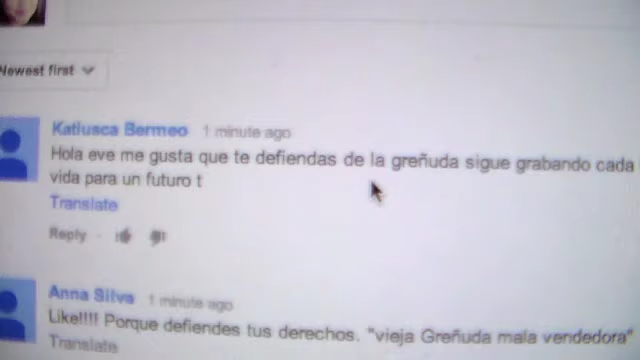 Newest first
Katiusca Bermeo 1 minute ago
Hola eve me gusta que te defiendas de la greñuda sigue grabando cada
vida para un futuro t
Translate
Reply
Anna Silva 1 minute ago
Like!!!! Porque defiendes tus derechos. "vieja Greñuda mala vendedora"
Translate